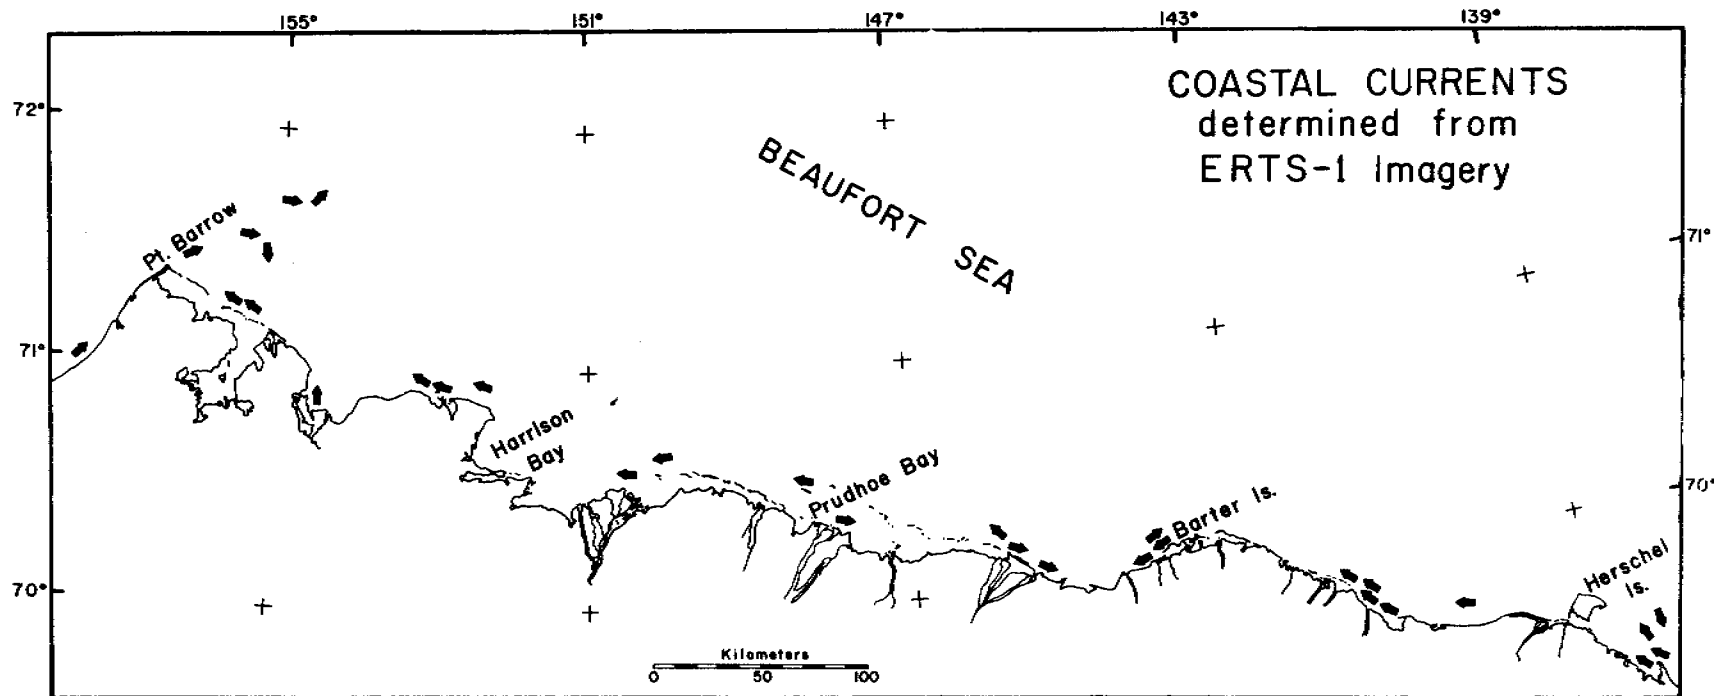 155° 151° 147° 143° 139°
COASTAL CURRENTS
determined from
ERTS-1 Imagery
72°
BEAUFORT SEA
Pt. Barrow
71°
71°
Harrison
Bay
Prudhoe Bay
70°
Barter Is.
Herschel
Is.
70°
Kilometers
0 50 100